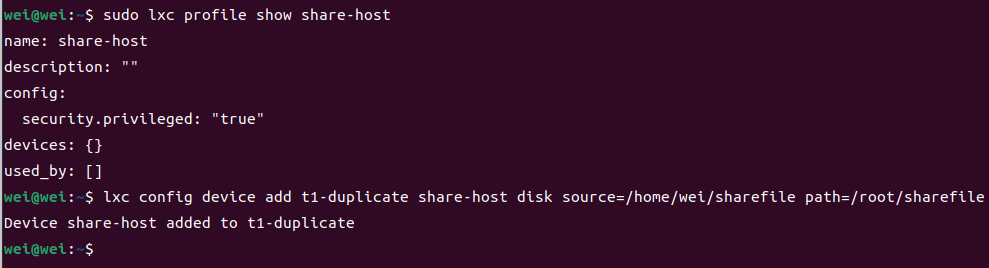 wei@wei:~$ sudo lxc profile show share-host
name: share-host
description: ""
config:
  security.privileged: "true"
devices: {}
used_by: []
wei@wei:~$ lxc config device add t1-duplicate share-host disk source=/home/wei/sharefile path=/root/sharefile
Device share-host added to t1-duplicate
wei@wei:~$